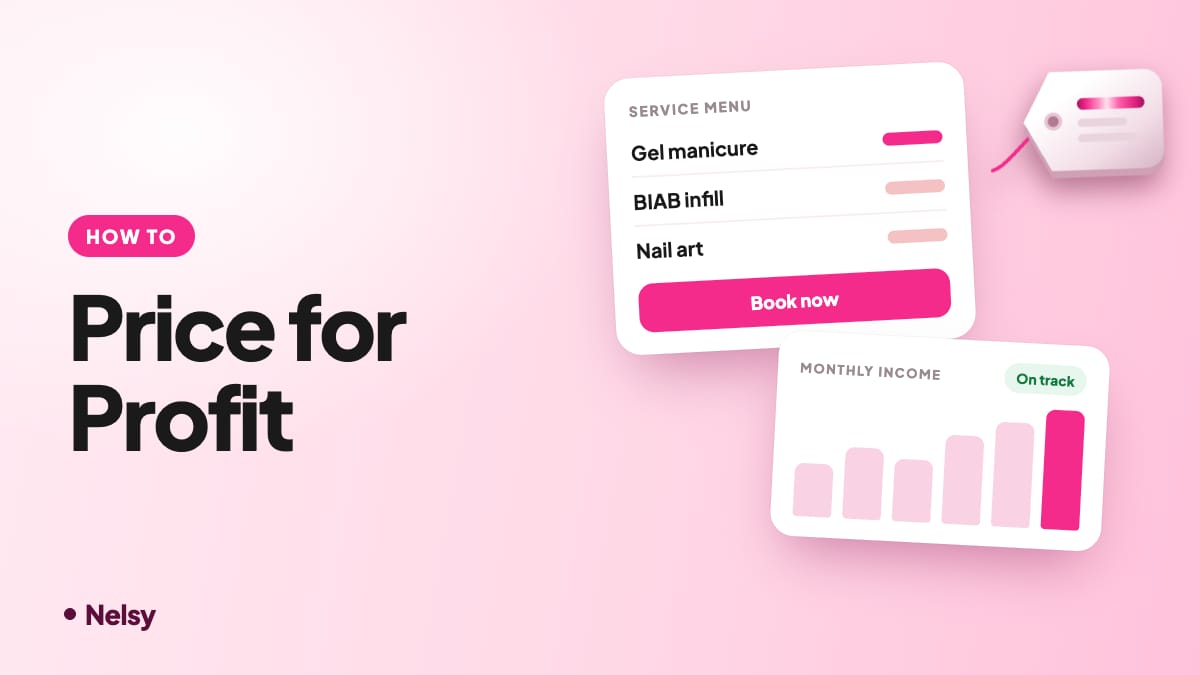 HOW TO
Price for
Profit
Nelsy
SERVICE MENU
Gel manicure
BIAB infill
Nail art
Book now
MONTHLY INCOME
On track